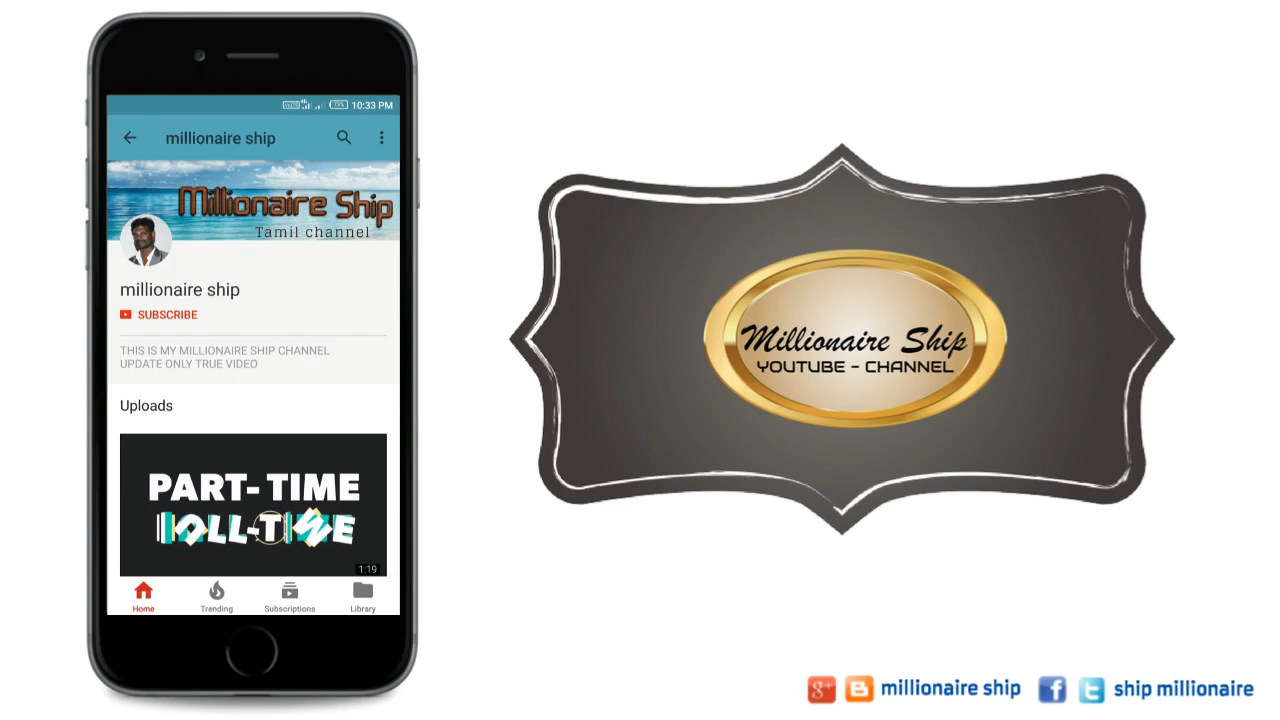 10:33 PM
millionaire ship
Millionaire Ship
Tamil channel
millionaire ship
SUBSCRIBE
THIS IS MY MILLIONAIRE SHIP CHANNEL
UPDATE ONLY TRUE VIDEO
Uploads
PART-TIME
1:19
Home Trending Subscriptions Library
Millionaire Ship
YOUTUBE - CHANNEL
g+ millionaire ship f t ship millionaire